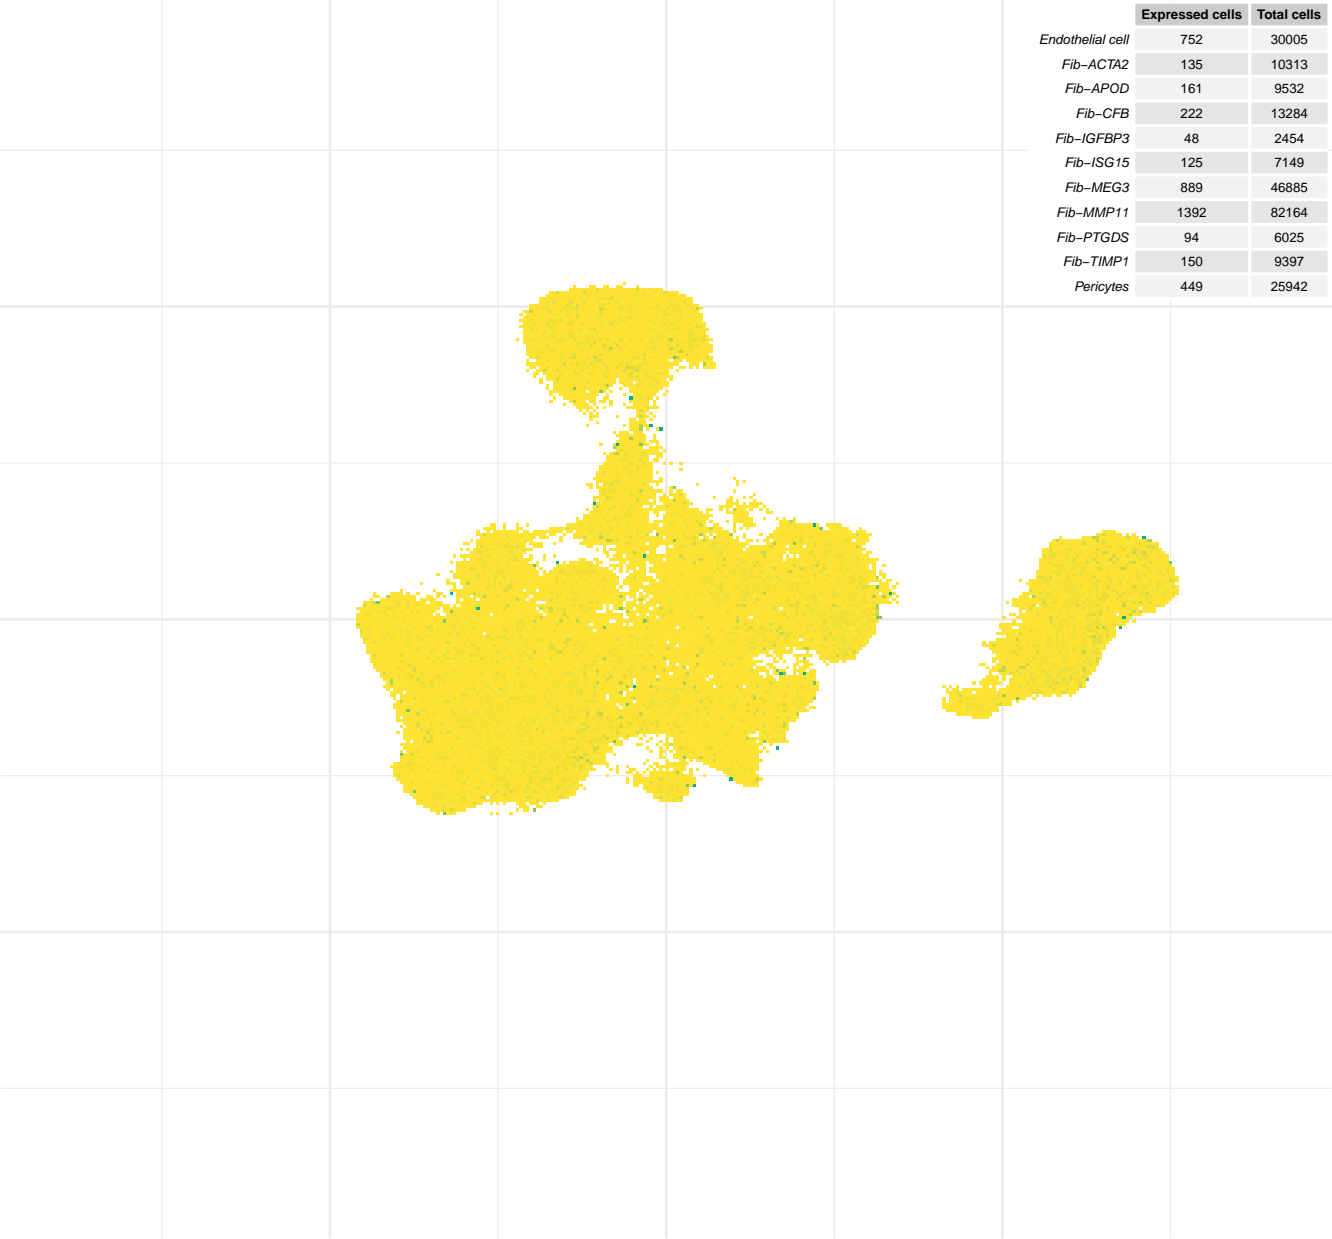 Expressed cells Total cells
Endothelial cell 752 30005
Fib−ACTA2 135 10313
Fib−APOD 161 9532
Fib−CFB 222 13284
Fib−IGFBP3 48 2454
Fib−ISG15 125 7149
Fib−MEG3 889 46885
Fib−MMP11 1392 82164
Fib−PTGDS 94 6025
Fib−TIMP1 150 9397
Pericytes 449 25942